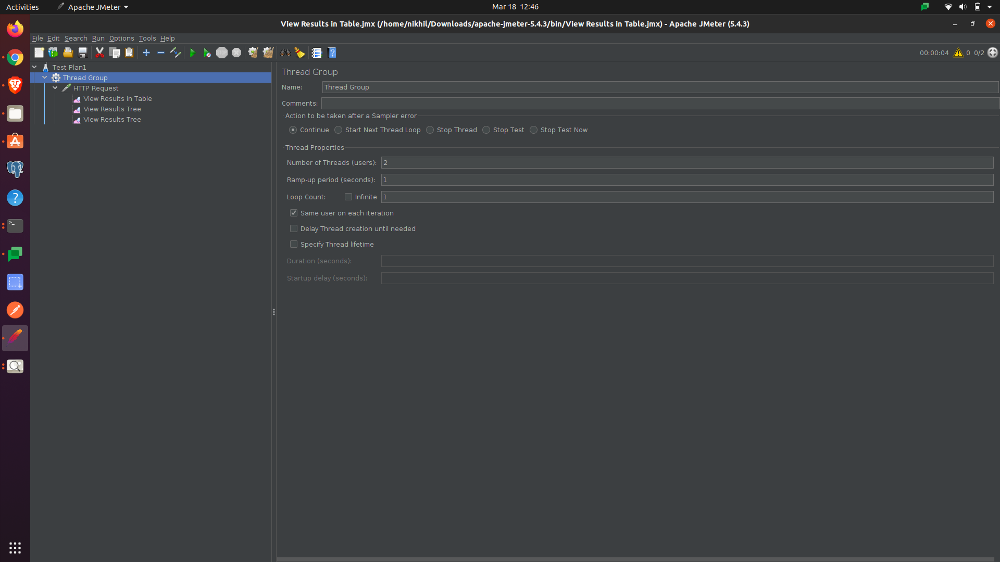 Activities Apache JMeter Mar 18 12:46
View Results in Table.jmx (/home/nikhil/Downloads/apache-jmeter-5.4.3/bin/View Results in Table.jmx) - Apache JMeter (5.4.3)
File Edit Search Run Options Tools Help
STOP 00:00:04 0 0/2
Test Plan1
Thread Group
HTTP Request
View Results in Table
View Results Tree
View Results Tree
Thread Group
Name: Thread Group
Comments:
Action to be taken after a Sampler error
Continue Start Next Thread Loop Stop Thread Stop Test Stop Test Now
Thread Properties
Number of Threads (users): 2
Ramp-up period (seconds): 1
Loop Count: Infinite 1
Same user on each iteration
Delay Thread creation until needed
Specify Thread lifetime
Duration (seconds):
Startup delay (seconds):